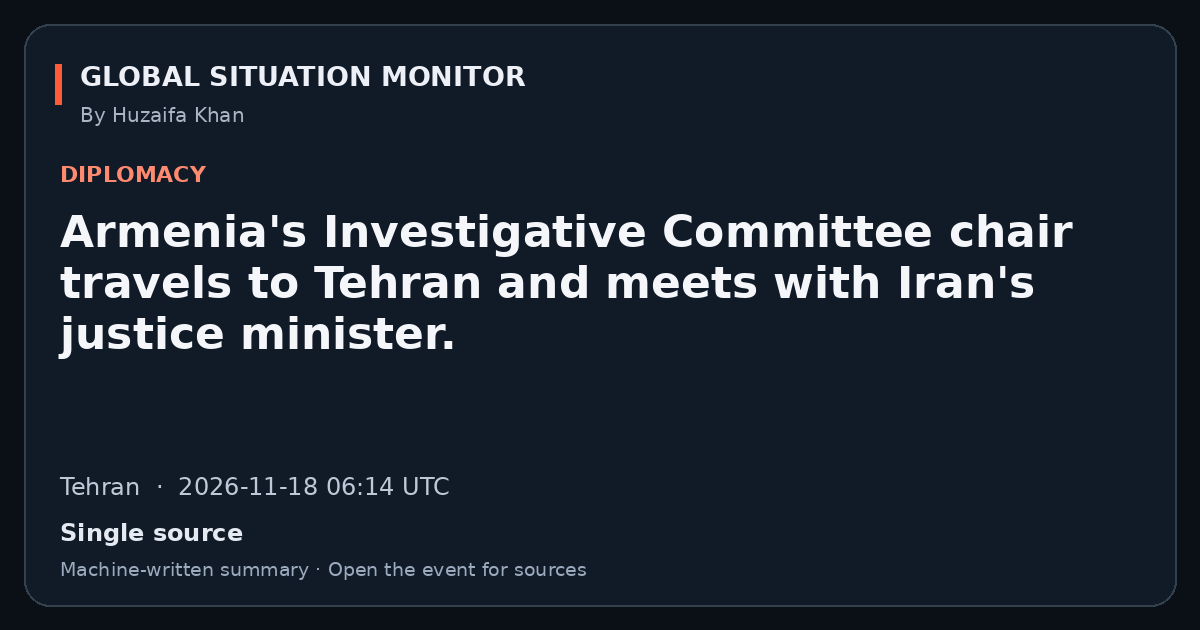 GLOBAL SITUATION MONITOR
By Huzaifa Khan
DIPLOMACY
Armenia's Investigative Committee chair
travels to Tehran and meets with Iran's
justice minister.
Tehran · 2026-11-18 06:14 UTC
Single source
Machine-written summary · Open the event for sources